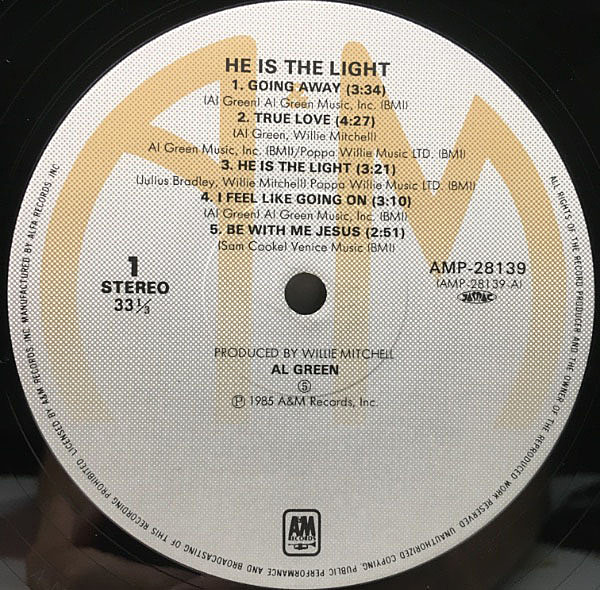 HE IS THE LIGHT
1. GOING AWAY (3:34)
(Al Green) Al Green Music, Inc. (BMI)
2. TRUE LOVE (4:27)
(Al Green, Willie Mitchell)
Al Green Music, Inc. (BMI)/Poppa Willie Music LTD. (BMI)
3. HE IS THE LIGHT (3:21)
(Julius Bradley, Willie Mitchell) Poppa Willie Music LTD. (BMI)
4. I FEEL LIKE GOING ON (3:10)
(Al Green) Al Green Music, Inc. (BMI)
5. BE WITH ME JESUS (2:51)
(Sam Cooke) Venice Music (BMI)
1
STEREO
33⅓
AMP-28139
(AMP-28139-A)
JASRAC
PRODUCED BY WILLIE MITCHELL
AL GREEN
Ⓢ
Ⓟ 1985 A&M Records, Inc.
A&M
RECORDS
ALL RIGHTS OF THE RECORD PRODUCER AND THE OWNER OF THE REPRODUCED WORK RESERVED. UNAUTHORIZED COPYING, PUBLIC PERFORMANCE AND BROADCASTING OF THIS RECORDING PROHIBITED. LICENSED BY A&M RECORDS INC. MANUFACTURED BY ALFA RECORDS INC.